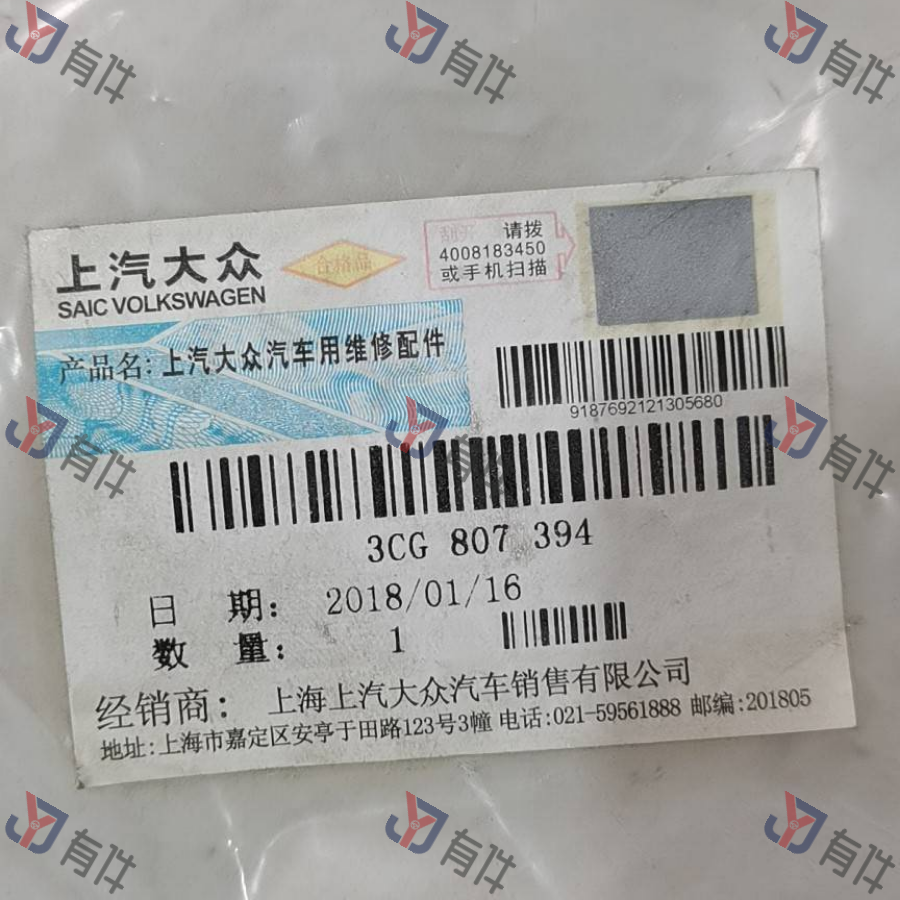 上汽大众
SAIC VOLKSWAGEN
合格品
刮开 请拨
4008183450
或手机扫描
产品名: 上汽大众汽车用维修配件
9187692121305680
3CG 807 394
日 期: 2018/01/16
数 量: 1
经销商: 上海上汽大众汽车销售有限公司
地址:上海市嘉定区安亭于田路123号3幢 电话:021-59561888 邮编:201805
有件
有件
有件
有件
有件
有件
有件
有件
有件